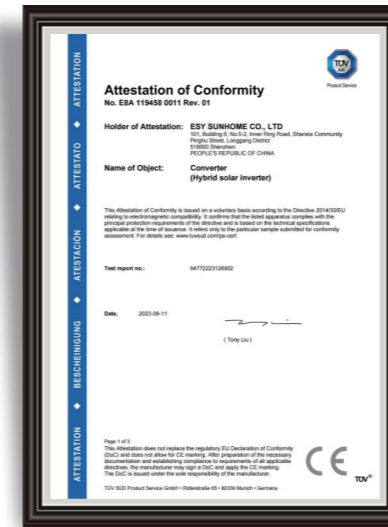 ATTESTATION ◆ BESCHEINIGUNG ◆ ATESTACIÓN ◆ ATTESTATO ◆ ATTESTATION
TÜV
SÜD
Product Service
Attestation of Conformity
No. E8A 119458 0011 Rev. 01
Holder of Attestation: ESY SUNHOME CO., LTD
101, Building 6, No.5-2, Inner Ring Road, Shanxia Community
Pinghu Street, Longgang District
518000 Shenzhen
PEOPLE'S REPUBLIC OF CHINA
Name of Object: Converter
(Hybrid solar inverter)
This Attestation of Conformity is issued on a voluntary basis according to the Directive 2014/30/EU
relating to electromagnetic compatibility. It confirms that the listed apparatus complies with the
principal protection requirements of the directive and is based on the technical specifications
applicable at the time of issuance. It refers only to the particular sample submitted for conformity
assessment. For details see: www.tuvsud.com/ps-cert
Test report no.: 64772223126902
Date, 2023-09-11
( Tony Liu )
Page 1 of 3
This Attestation does not replace the regulatory EU Declaration of Conformity
(DoC) and does not allow for CE marking. After preparation of the necessary
documentation and establishing compliance to requirements of all applicable
directives, the manufacturer may sign a DoC and apply the CE marking.
The DoC is issued under the sole responsibility of the manufacturer.
CE
TÜV SÜD Product Service GmbH • Ridlerstraße 65 • 80339 Munich • Germany
TÜV®